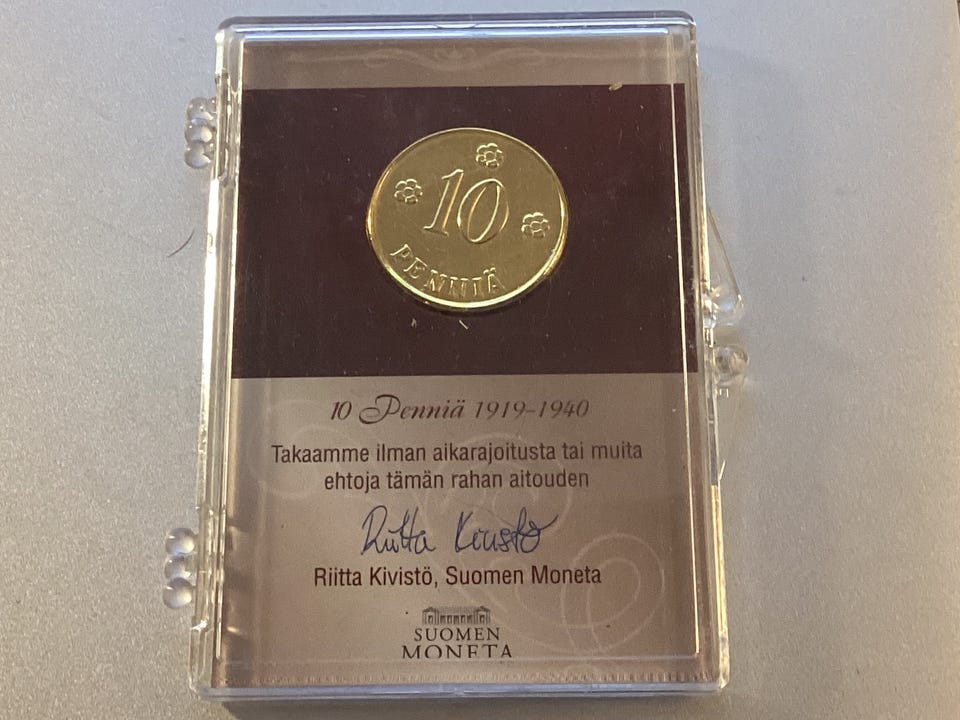 10
PENNIÄ
10 Penniä 1919-1940
Takaamme ilman aikarajoitusta tai muita
ehtoja tämän rahan aitouden
Riitta Kivistö
Riitta Kivistö, Suomen Moneta
SUOMEN
MONETA